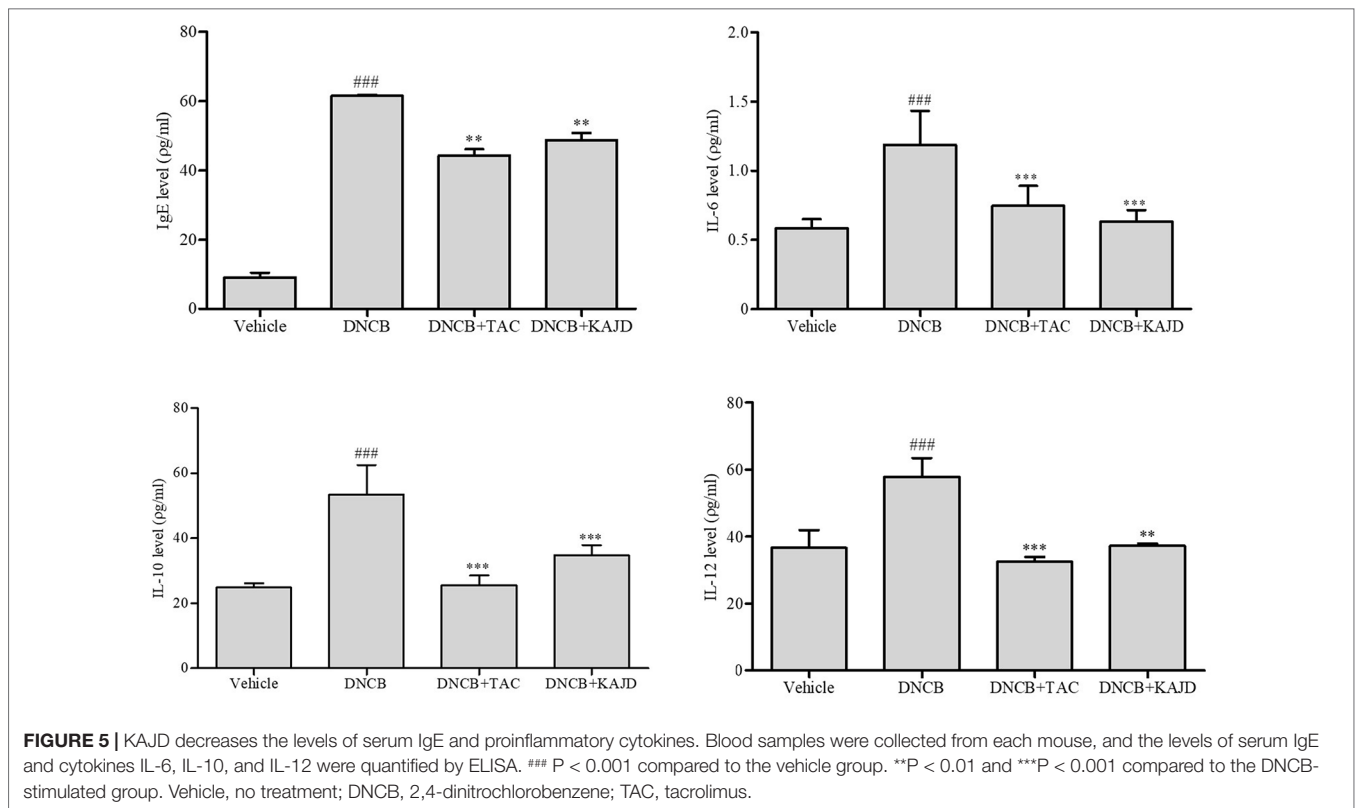 80
60
40
20
0
IgE level (ρg/ml)
###
**
**
Vehicle DNCB DNCB+TAC DNCB+KAJD
2.0
1.5
1.0
0.5
0
IL-6 level (ρg/ml)
###
***
***
Vehicle DNCB DNCB+TAC DNCB+KAJD
80
60
40
20
0
IL-10 level (ρg/ml)
###
***
***
Vehicle DNCB DNCB+TAC DNCB+KAJD
80
60
40
20
0
IL-12 level (ρg/ml)
###
***
**
Vehicle DNCB DNCB+TAC DNCB+KAJD
FIGURE 5 | KAJD decreases the levels of serum IgE and proinflammatory cytokines. Blood samples were collected from each mouse, and the levels of serum IgE
and cytokines IL-6, IL-10, and IL-12 were quantified by ELISA. ### P < 0.001 compared to the vehicle group. **P < 0.01 and ***P < 0.001 compared to the DNCB-
stimulated group. Vehicle, no treatment; DNCB, 2,4-dinitrochlorobenzene; TAC, tacrolimus.